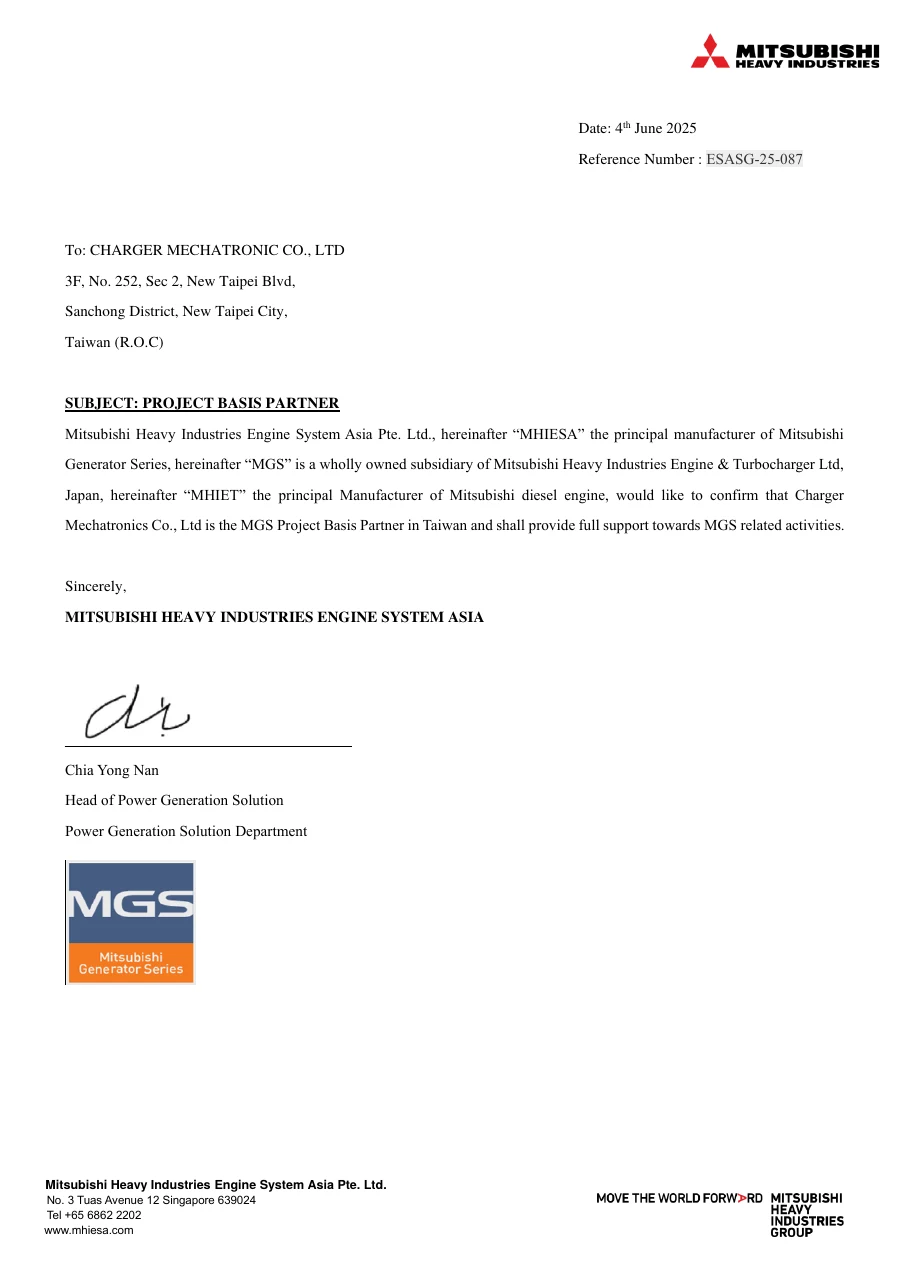 MITSUBISHI
HEAVY INDUSTRIES
Date: 4th June 2025
Reference Number : ESASG-25-087
To: CHARGER MECHATRONIC CO., LTD
3F, No. 252, Sec 2, New Taipei Blvd,
Sanchong District, New Taipei City,
Taiwan (R.O.C)
SUBJECT: PROJECT BASIS PARTNER
Mitsubishi Heavy Industries Engine System Asia Pte. Ltd., hereinafter “MHIESA” the principal manufacturer of Mitsubishi
Generator Series, hereinafter “MGS” is a wholly owned subsidiary of Mitsubishi Heavy Industries Engine & Turbocharger Ltd,
Japan, hereinafter “MHIET” the principal Manufacturer of Mitsubishi diesel engine, would like to confirm that Charger
Mechatronics Co., Ltd is the MGS Project Basis Partner in Taiwan and shall provide full support towards MGS related activities.
Sincerely,
MITSUBISHI HEAVY INDUSTRIES ENGINE SYSTEM ASIA
Chia Yong Nan
Head of Power Generation Solution
Power Generation Solution Department
MGS
Mitsubishi
Generator Series
Mitsubishi Heavy Industries Engine System Asia Pte. Ltd.
No. 3 Tuas Avenue 12 Singapore 639024
Tel +65 6862 2202
www.mhiesa.com
MOVE THE WORLD FORWARD
MITSUBISHI
HEAVY
INDUSTRIES
GROUP